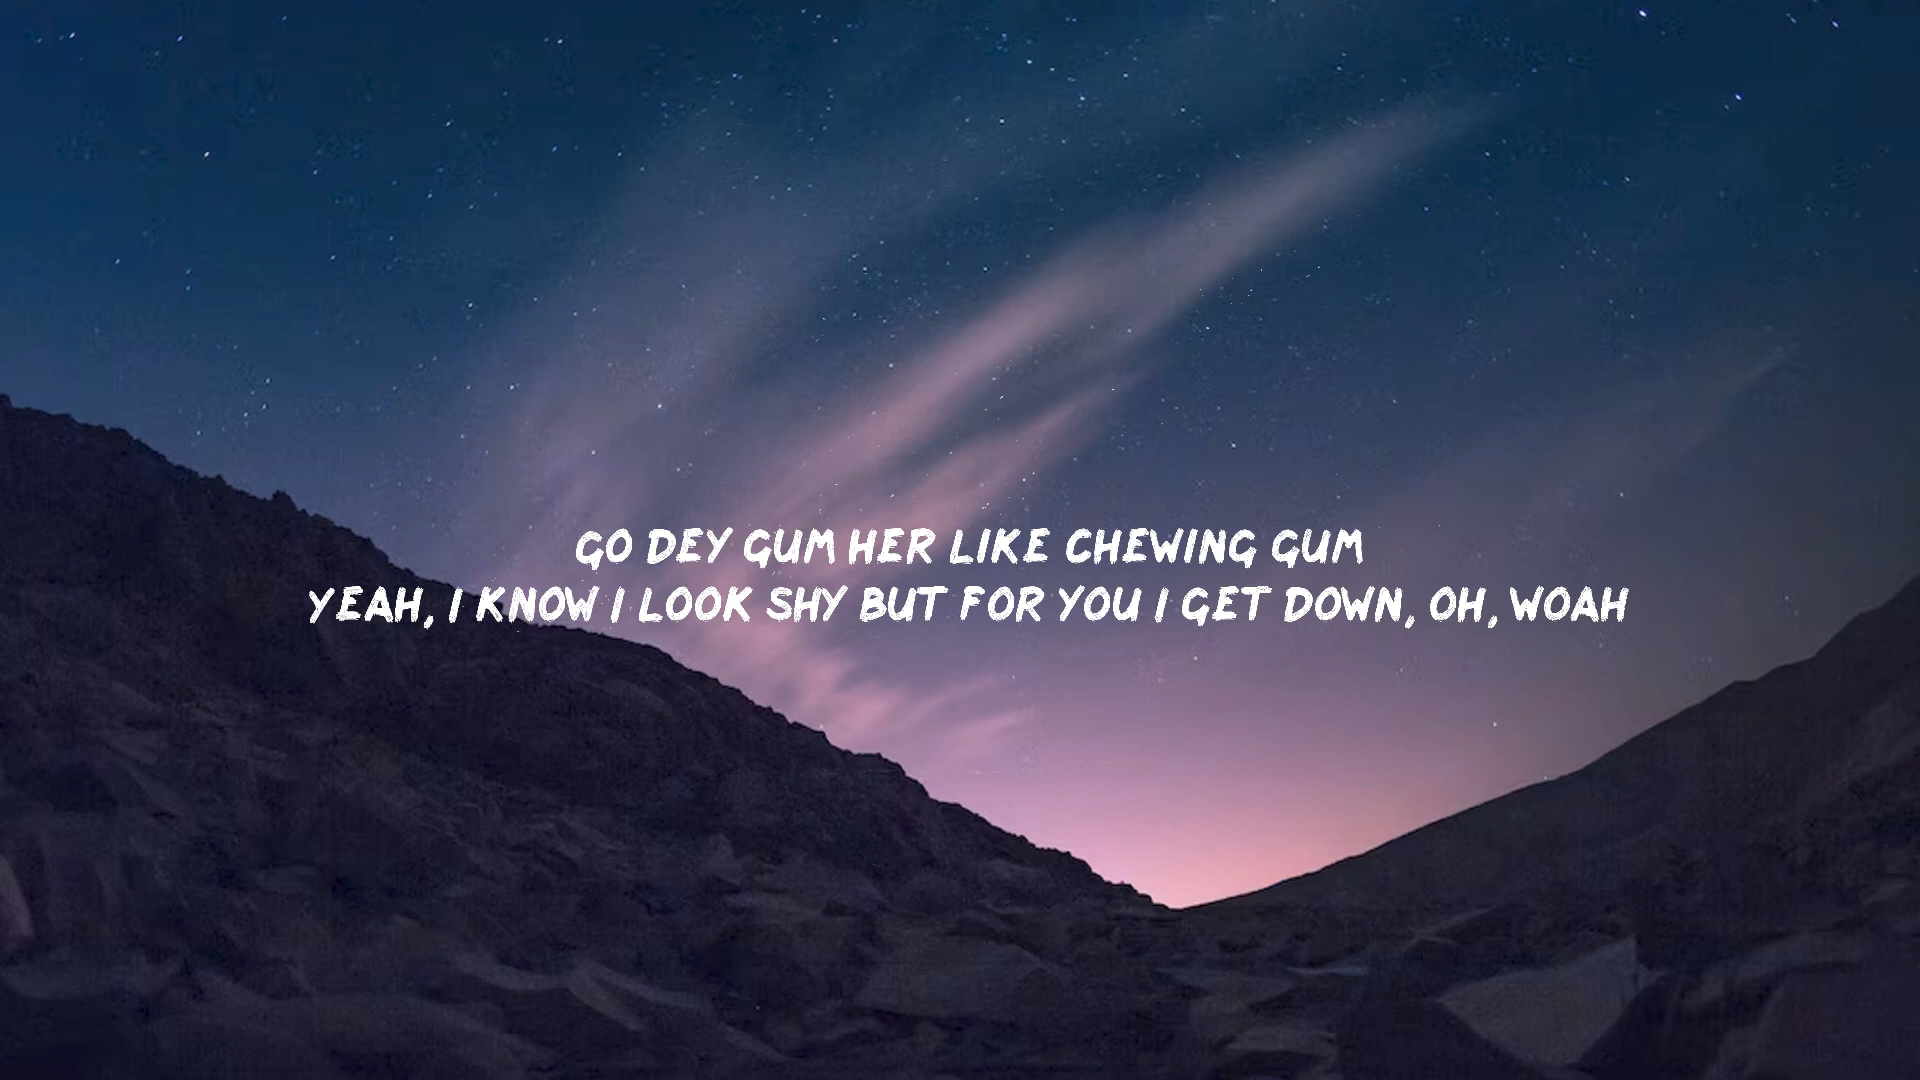 GO DEY GUM HER LIKE CHEWING GUM
YEAH, I KNOW I LOOK SHY BUT FOR YOU I GET DOWN, OH, WOAH